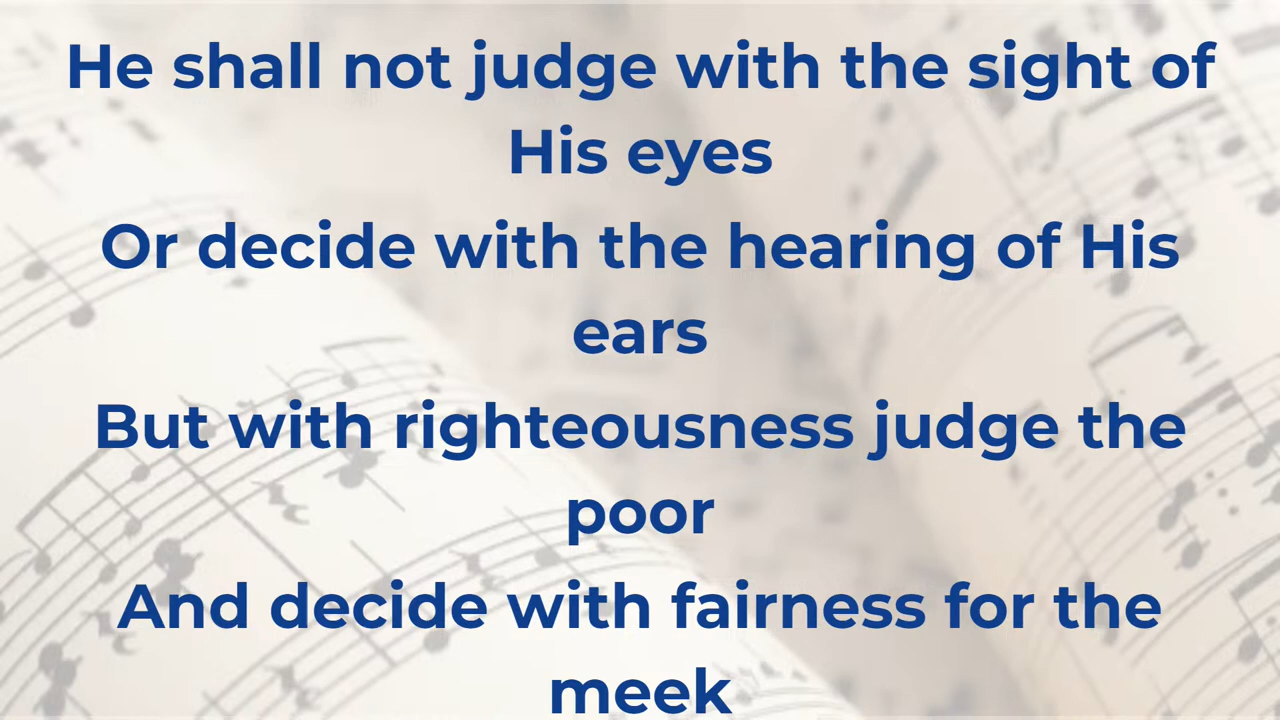 He shall not judge with the sight of
His eyes
Or decide with the hearing of His
ears
But with righteousness judge the
poor
And decide with fairness for the
meek